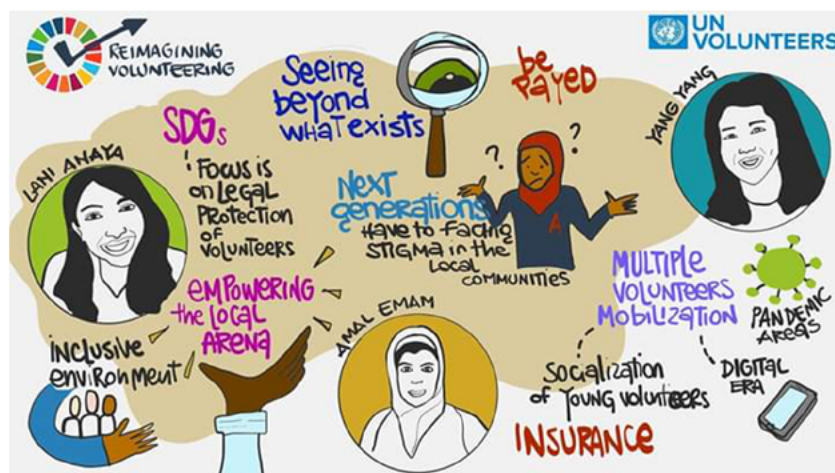 REIMAGINING
VOLUNTEERING
UN
VOLUNTEERS
Seeing
beyond
what exists
be
PAYED
SDGs
LANI ANAYA
FOCUS is
on LEGAL
PROTECTION
OF
VOLUNTEERS
NEXT
generations
HAVE to FACING
STIGMA in the
LOCAL
COMMUNITIES
A
YANG YANG
EMPOWERING
the LOCAL
ARENA
inclusive
environment
AMAL EMAM
MULTIPLE
VOLUNTEERS
MOBILIZATION
PANDEMIC
AREAS
SOCIALIZATION
of Young Volunteers
DIGITAL
ERA
INSURANCE
? ?